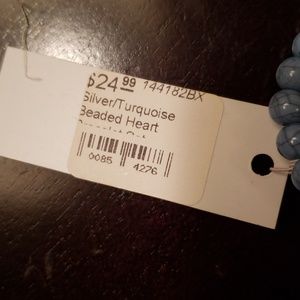 $24.99 144182BX
Silver/Turquoise
Beaded Heart
0085 4276